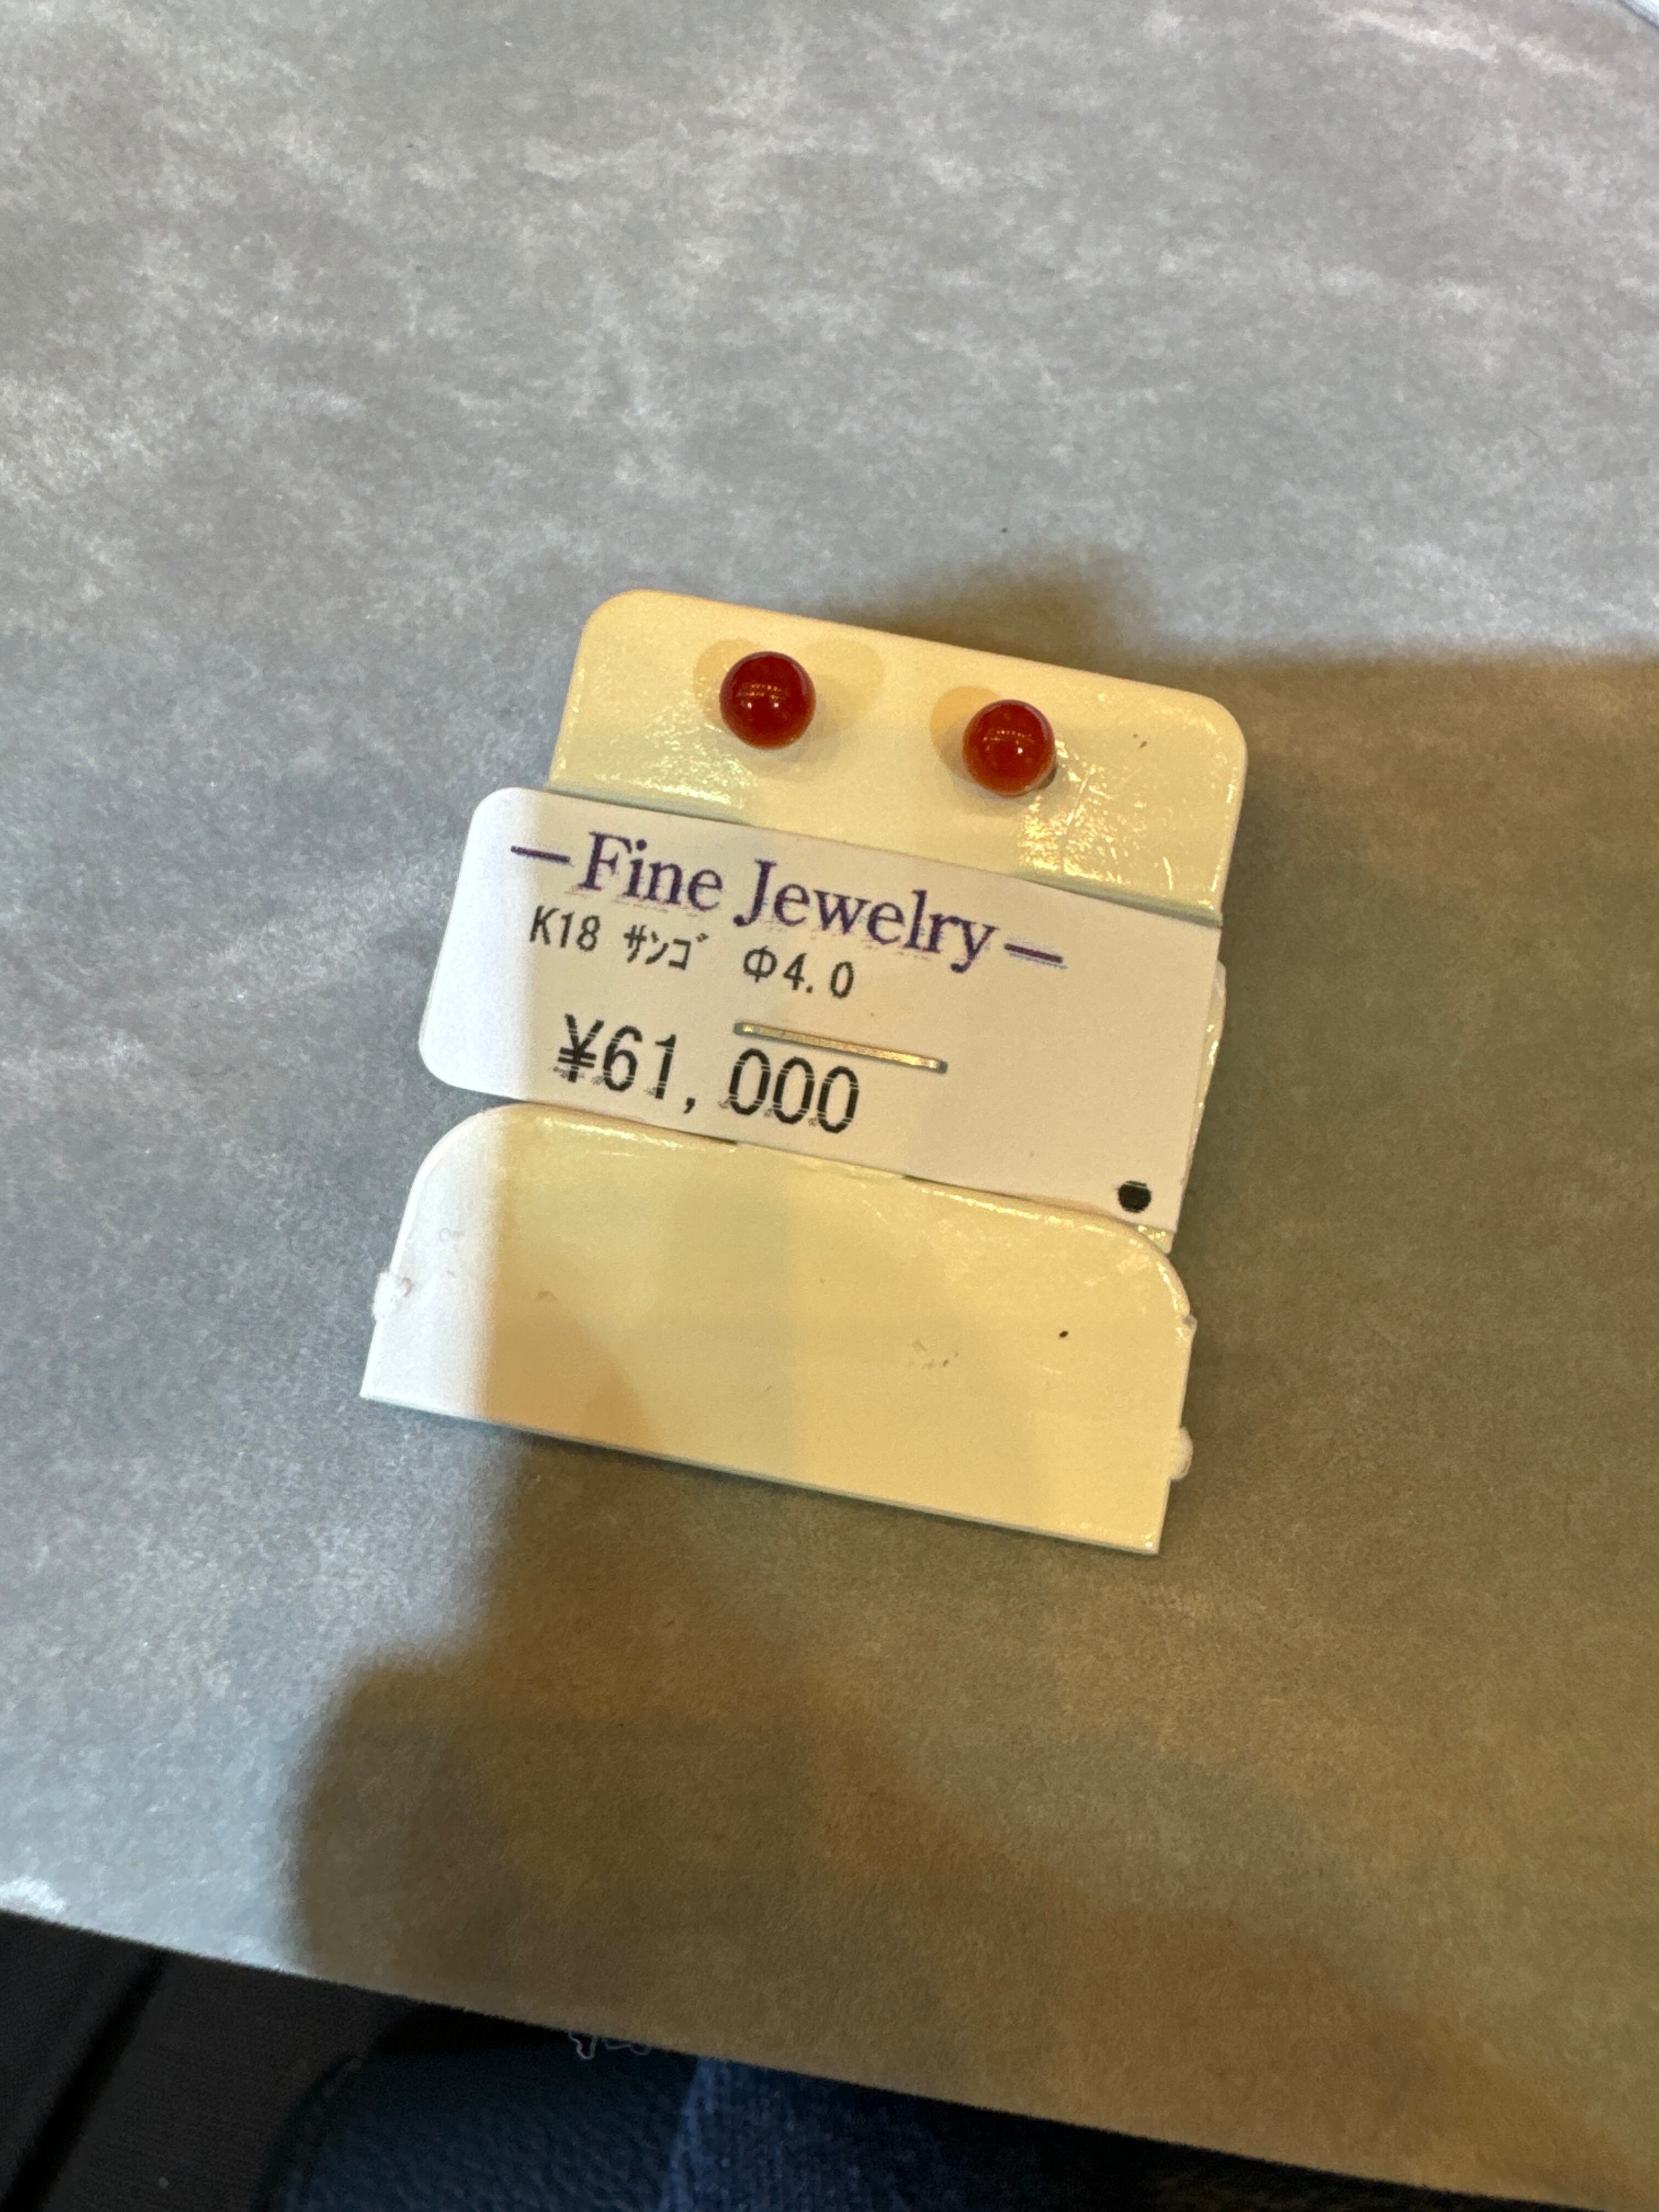 —Fine Jewelry—
K18 ｻﾝｺﾞ Φ4.0
¥61,000